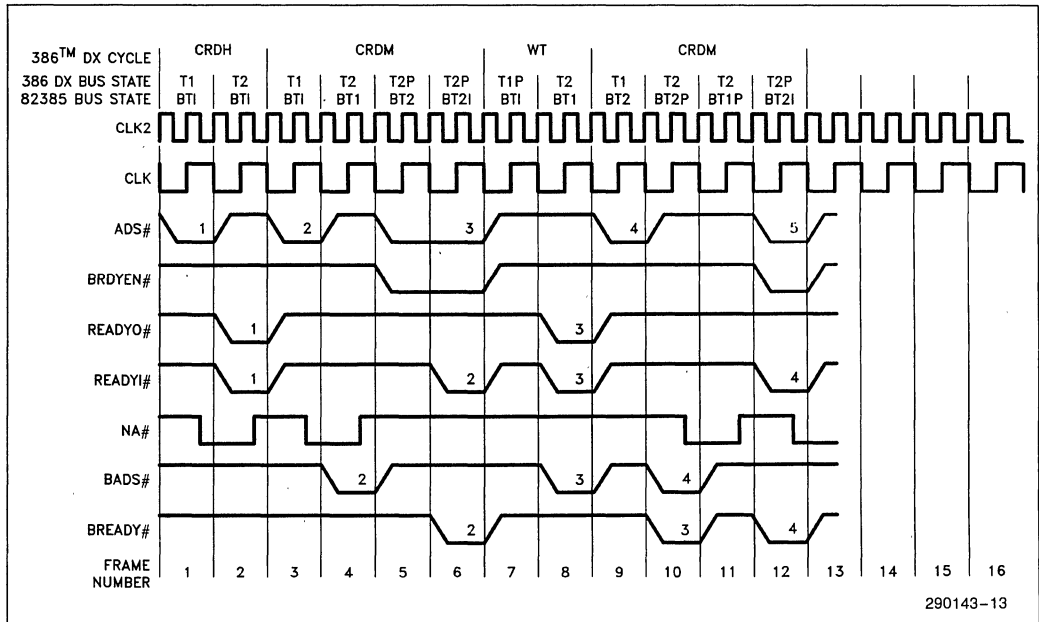 386TM DX CYCLE CRDH CRDM WT CRDM
386 DX BUS STATE T1 T2 T1 T2 T2P T2P T1P T2 T1 T2 T2 T2P
82385 BUS STATE BTI BTI BTI BT1 BT2 BT2I BTI BT1 BT2 BT2P BT1P BT2I
CLK2
CLK
ADS# 1 2 3 4 5
BRDYEN#
READYO# 1 3
READYI# 1 2 3 4
NA#
BADS# 2 3 4
BREADY# 2 3 4
FRAME
NUMBER 1 2 3 4 5 6 7 8 9 10 11 12 13 14 15 16
290143-13